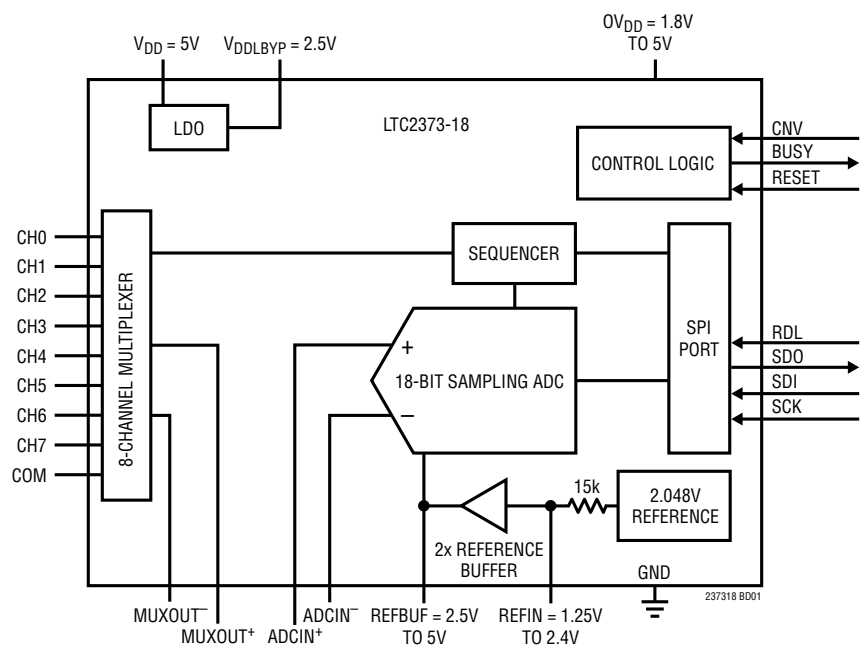 V_DD = 5V
V_DDLBYP = 2.5V
OV_DD = 1.8V
TO 5V
LDO
LTC2373-18
CONTROL LOGIC
CNV
BUSY
RESET
CH0
CH1
CH2
CH3
CH4
CH5
CH6
CH7
COM
8-CHANNEL MULTIPLEXER
SEQUENCER
+
18-BIT SAMPLING ADC
–
SPI
PORT
RDL
SDO
SDI
SCK
15k
2.048V
REFERENCE
2x REFERENCE
BUFFER
GND
237318 BD01
MUXOUT⁻
MUXOUT⁺
ADCIN⁺
ADCIN⁻
REFBUF = 2.5V
TO 5V
REFIN = 1.25V
TO 2.4V